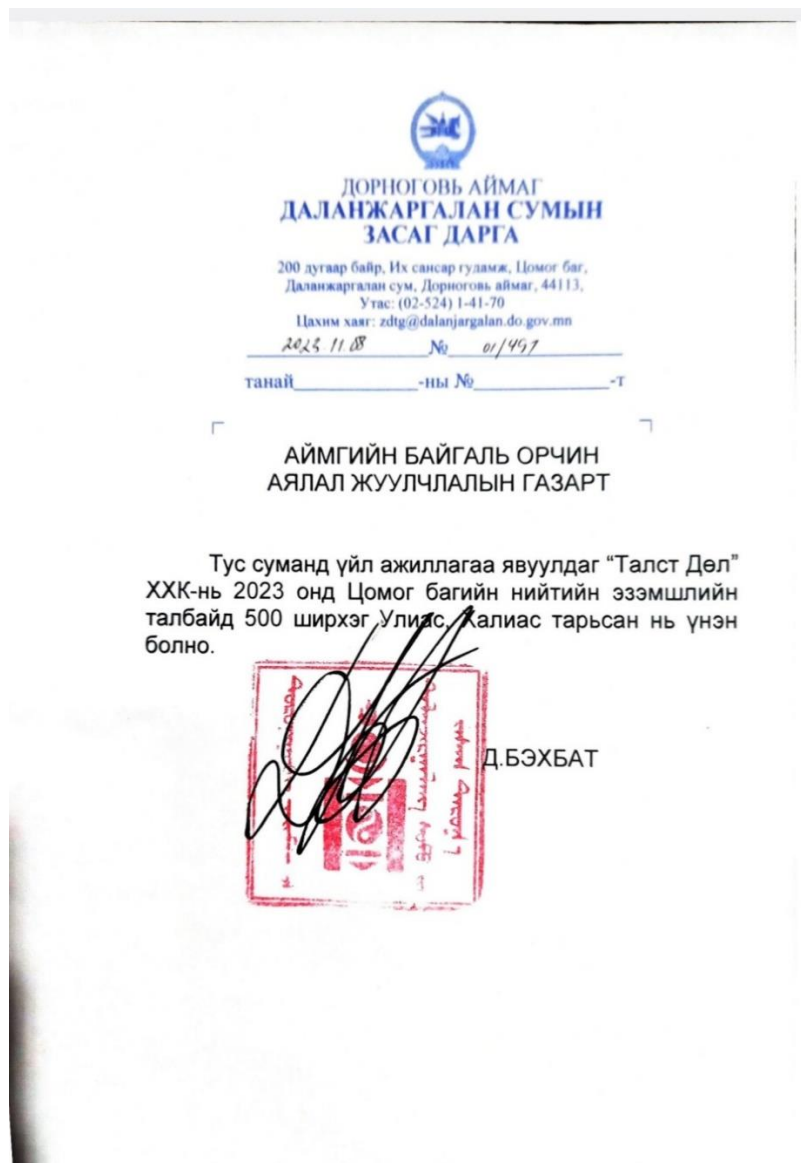 ДОРНОГОВЬ АЙМАГ
ДАЛАНЖАРГАЛАН СУМЫН
ЗАСАГ ДАРГА
200 дугаар байр, Их сансар гудамж, Цомог баг,
Даланжаргалан сум, Дорноговь аймаг, 44113,
Утас: (02-524) 1-41-70
Цахим хаяг: zdtg@dalanjargalan.do.gov.mn
2023.11.08 № 01/497
танай -ны № -т
АЙМГИЙН БАЙГАЛЬ ОРЧИН
АЯЛАЛ ЖУУЛЧЛАЛЫН ГАЗАРТ
Тус суманд үйл ажиллагаа явуулдаг “Талст Дөл”
ХХК-нь 2023 онд Цомог багийн нийтийн эзэмшлийн
талбайд 500 ширхэг Улиас, Халиас тарьсан нь үнэн
болно.
Д.БЭХБАТ